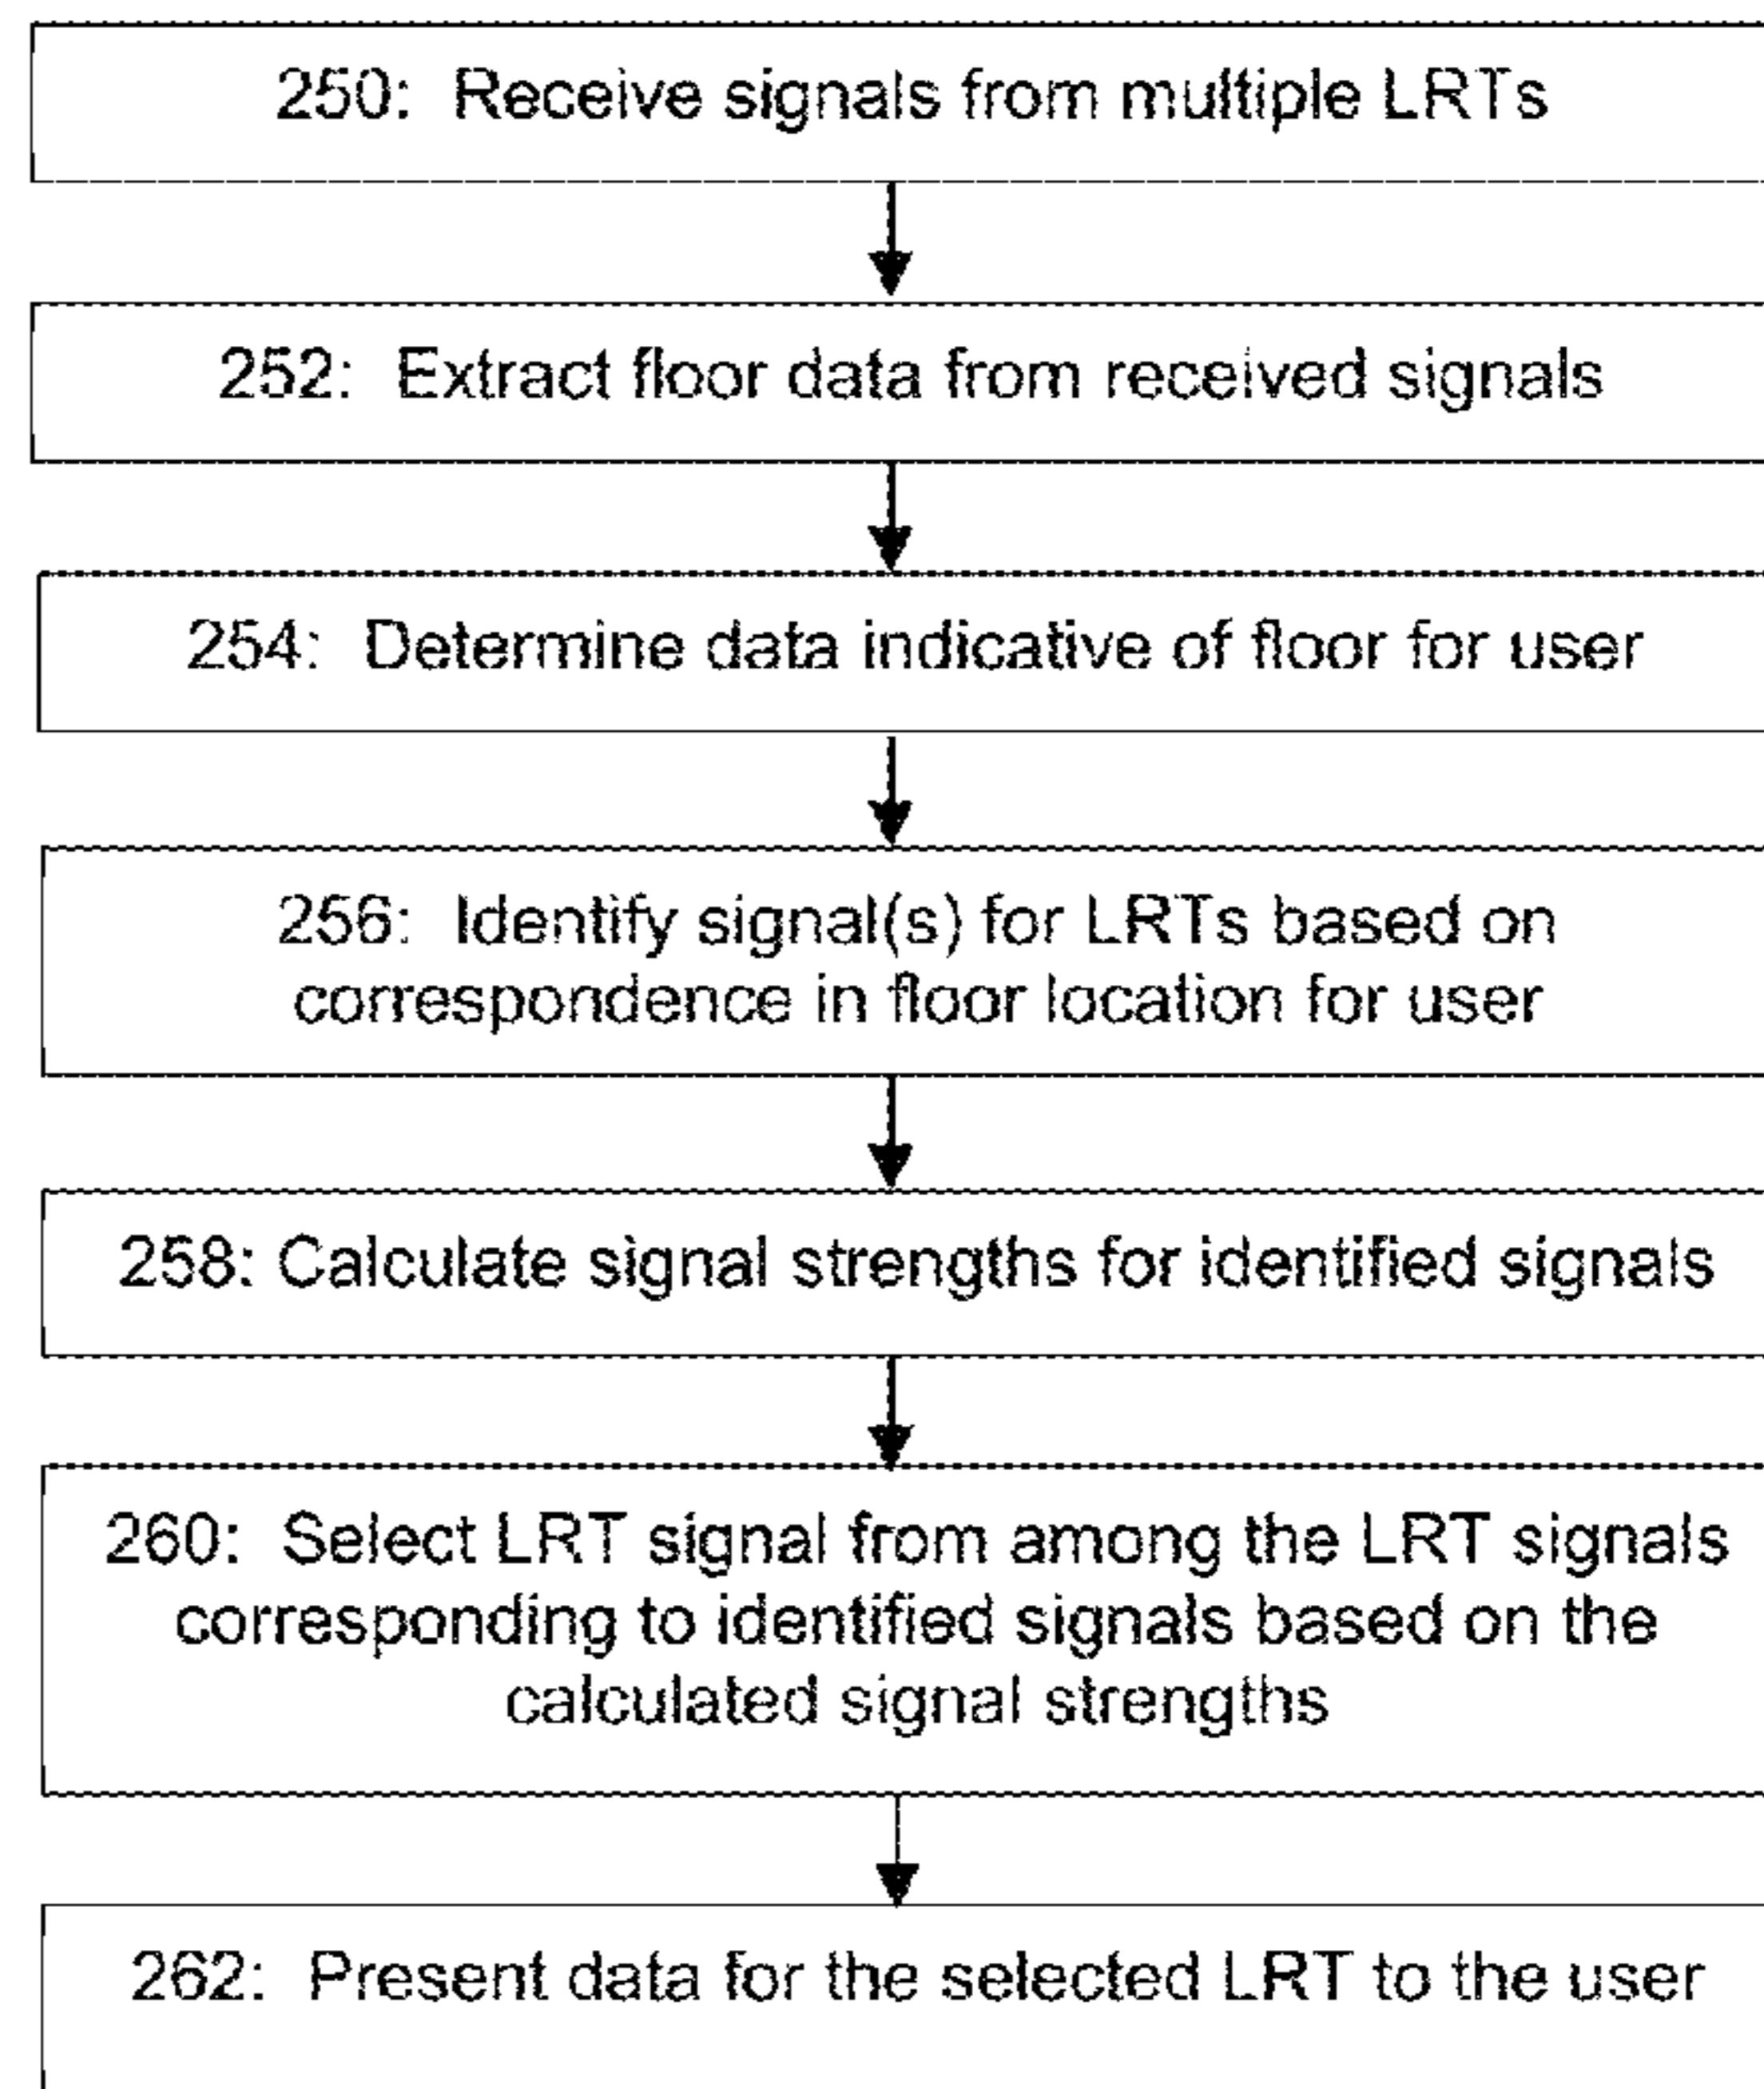 250: Receive signals from multiple LRTs
252: Extract floor data from received signals
254: Determine data indicative of floor for user
256: Identify signal(s) for LRTs based on
correspondence in floor location for user
258: Calculate signal strengths for identified signals
260: Select LRT signal from among the LRT signals
corresponding to identified signals based on the
calculated signal strengths
262: Present data for the selected LRT to the user